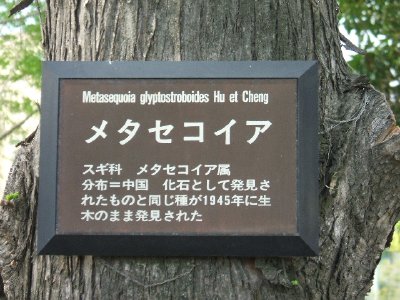 Metasequoia glyptostroboides Hu et Cheng
メタセコイア
スギ科　メタセコイア属
分布＝中国　化石として発見さ
れたものと同じ種が1945年に生
木のまま発見された